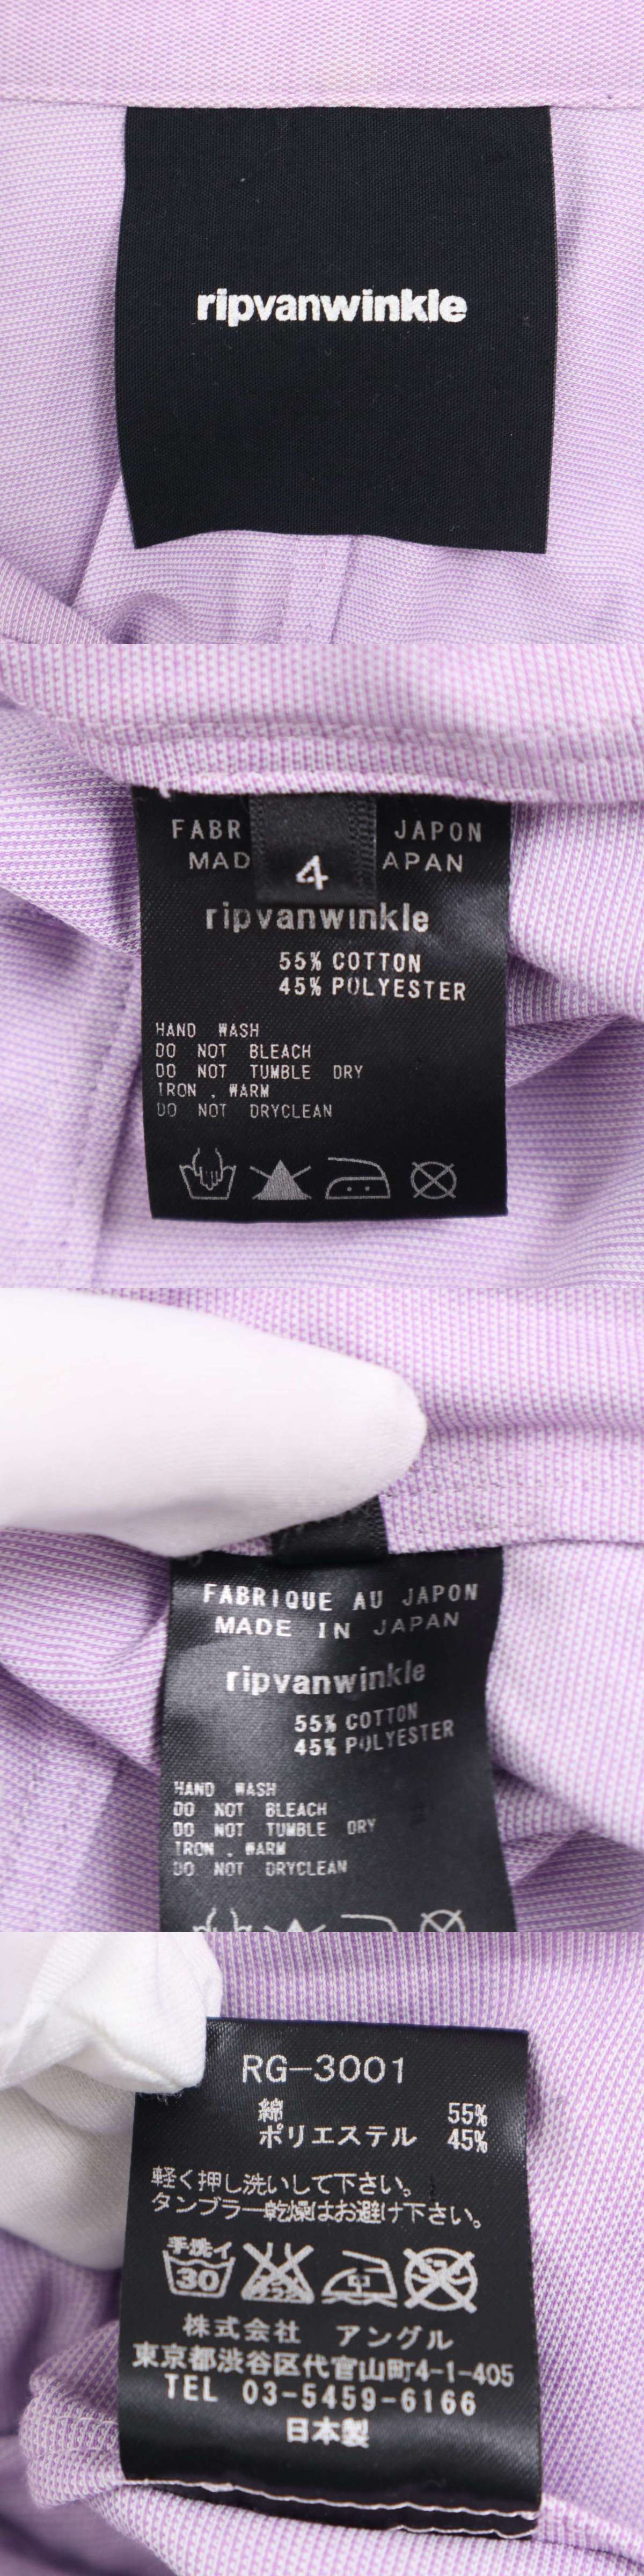 ripvanwinkle
FABR JAPON
MAD APAN
4
ripvanwinkle
55% COTTON
45% POLYESTER
HAND WASH
DO NOT BLEACH
DO NOT TUMBLE DRY
IRON . WARM
DO NOT DRYCLEAN
FABRIQUE AU JAPON
MADE IN JAPAN
ripvanwinkle
55% COTTON
45% POLYESTER
HAND WASH
DO NOT BLEACH
DO NOT TUMBLE DRY
IRON . WARM
DO NOT DRYCLEAN
RG-3001
綿 55%
ポリエステル 45%
軽く押し洗いして下さい。
タンブラー乾燥はお避け下さい。
手洗イ
30
中
株式会社 アングル
東京都渋谷区代官山町4-1-405
TEL 03-5459-6166
日本製